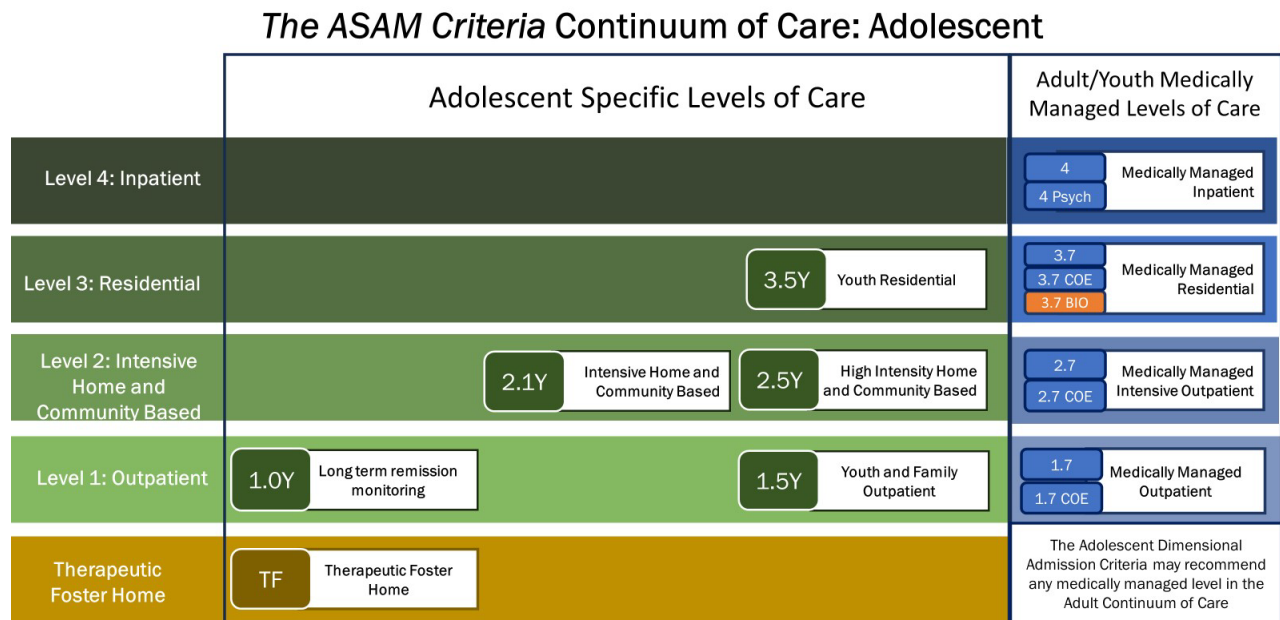 The ASAM Criteria Continuum of Care: Adolescent
Adolescent Specific Levels of Care
Adult/Youth Medically
Managed Levels of Care
Level 4: Inpatient
4
4 Psych
Medically Managed
Inpatient
Level 3: Residential
3.5Y
Youth Residential
3.7
3.7 COE
3.7 BIO
Medically Managed
Residential
Level 2: Intensive
Home and
Community Based
2.1Y
Intensive Home and
Community Based
2.5Y
High Intensity Home
and Community Based
2.7
2.7 COE
Medically Managed
Intensive Outpatient
Level 1: Outpatient
1.0Y
Long term remission
monitoring
1.5Y
Youth and Family
Outpatient
1.7
1.7 COE
Medically Managed
Outpatient
Therapeutic
Foster Home
TF
Therapeutic Foster
Home
The Adolescent Dimensional
Admission Criteria may recommend
any medically managed level in the
Adult Continuum of Care